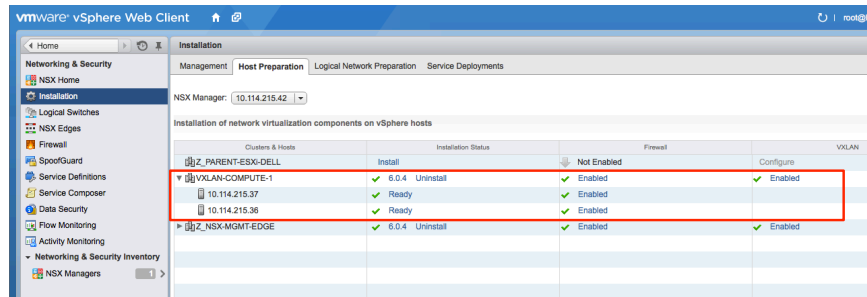 vmware® vSphere Web Client
root@
Home
Networking & Security
NSX Home
Installation
Logical Switches
NSX Edges
Firewall
SpoofGuard
Service Definitions
Service Composer
Data Security
Flow Monitoring
Activity Monitoring
Networking & Security Inventory
NSX Managers 1
Installation
Management Host Preparation Logical Network Preparation Service Deployments
NSX Manager: 10.114.215.42
Installation of network virtualization components on vSphere hosts
Clusters & Hosts Installation Status Firewall VXLAN
Z_PARENT-ESXI-DELL Install Not Enabled Configure
VXLAN-COMPUTE-1 6.0.4 Uninstall Enabled Enabled
10.114.215.37 Ready Enabled
10.114.215.36 Ready Enabled
Z_NSX-MGMT-EDGE 6.0.4 Uninstall Enabled Enabled